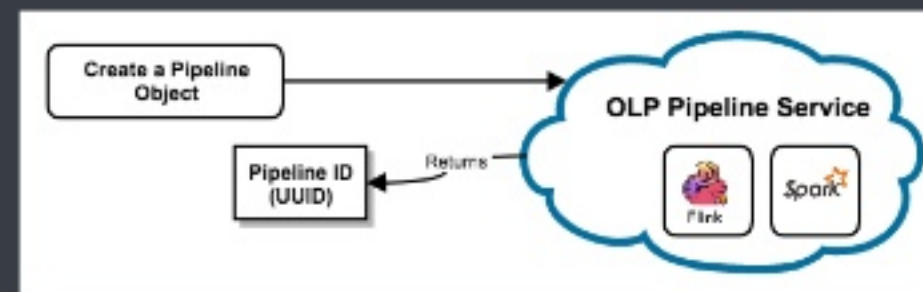 Create a Pipeline
Object
OLP Pipeline Service
Pipeline ID
(UUID)
Returns
Flink
Spark